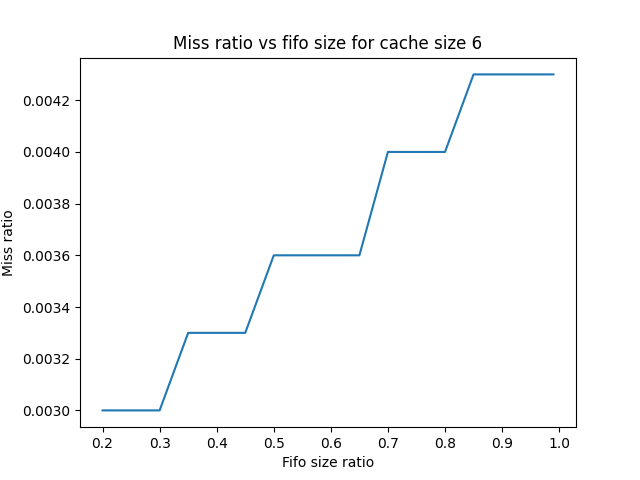 Miss ratio vs fifo size for cache size 6
0.0042
0.0040
0.0038
0.0036
0.0034
0.0032
0.0030
Miss ratio
0.2 0.3 0.4 0.5 0.6 0.7 0.8 0.9 1.0
Fifo size ratio